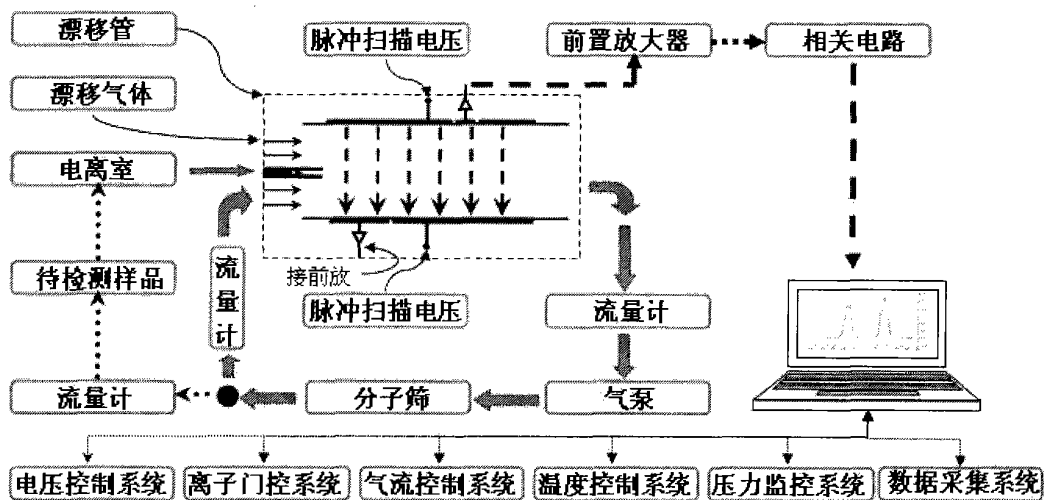 漂移管
脉冲扫描电压
前置放大器
相关电路
漂移气体
电离室
待检测样品
流量计
接前放
脉冲扫描电压
流量计
流量计
分子筛
气泵
电压控制系统
离子门控系统
气流控制系统
温度控制系统
压力监控系统
数据采集系统